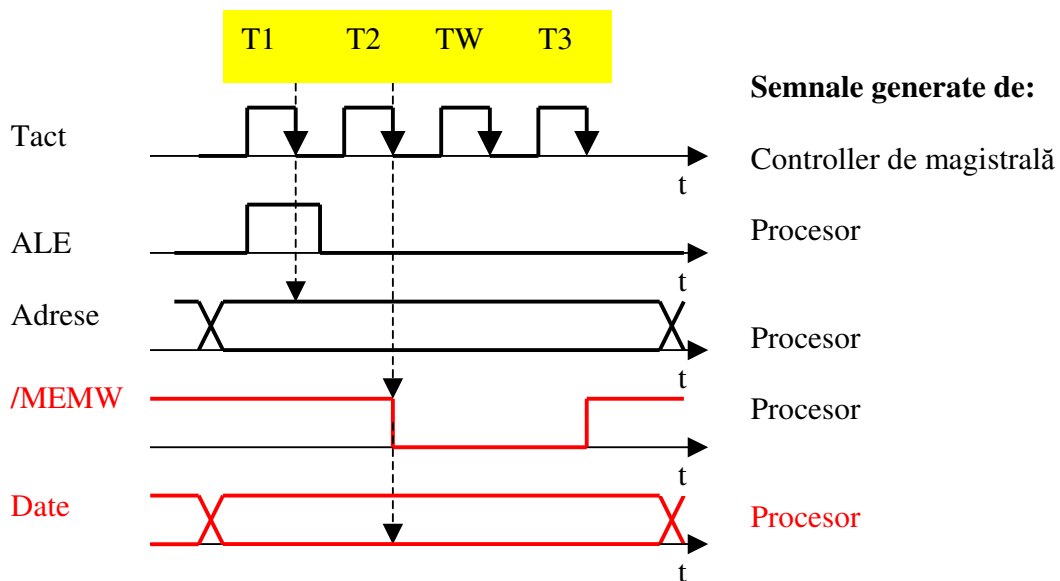 T1 T2 TW T3
Semnale generate de:
Tact
Controller de magistrală
t
ALE
Procesor
t
Adrese
Procesor
t
/MEMW
Procesor
t
Date
Procesor
t